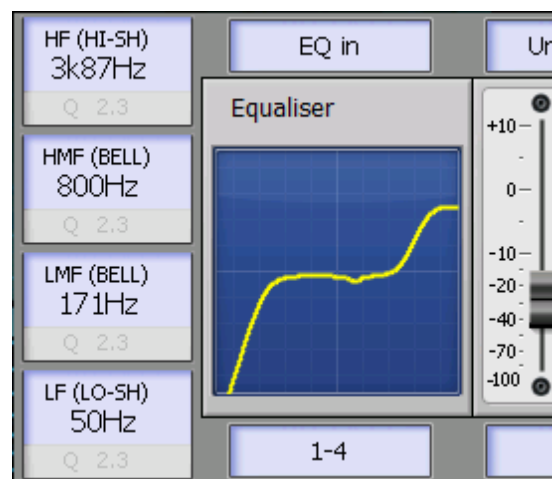 HF (HI-SH)
3k87Hz
Q 2.3
HMF (BELL)
800Hz
Q 2.3
LMF (BELL)
171Hz
Q 2.3
LF (LO-SH)
50Hz
Q 2.3
EQ in
Equaliser
1-4
+10
0
-10
-20
-40
-70
-100